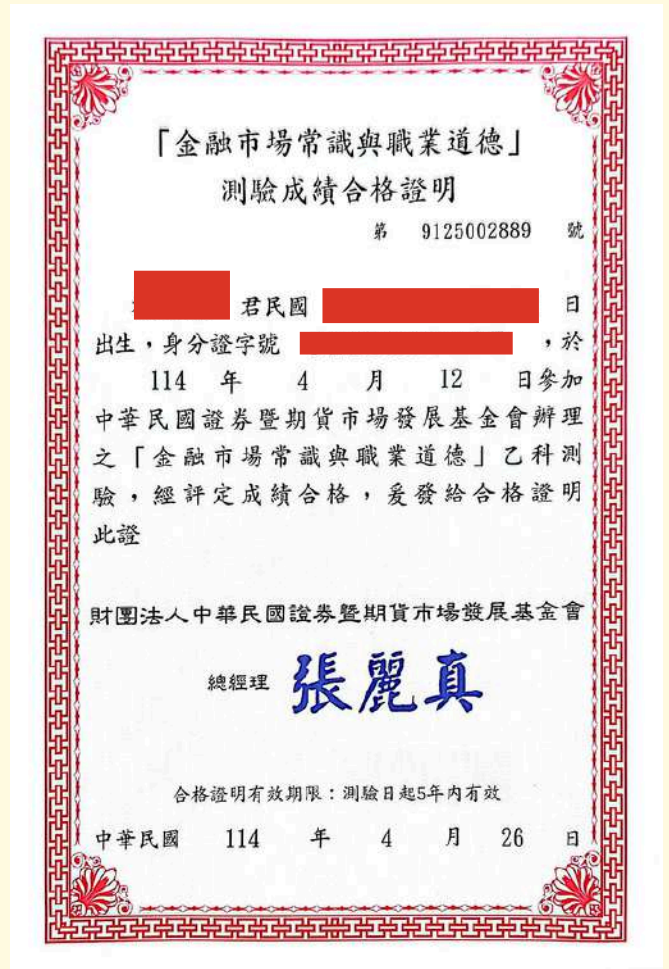 「金融市場常識與職業道德」
測驗成績合格證明
第 9125002889 號
君民國 日
出生，身分證字號 ，於
114 年 4 月 12 日參加
中華民國證券暨期貨市場發展基金會辦理
之「金融市場常識與職業道德」乙科測
驗，經評定成績合格，爰發給合格證明
此證
財團法人中華民國證券暨期貨市場發展基金會
總經理 張麗真
合格證明有效期限：測驗日起5年內有效
中華民國 114 年 4 月 26 日